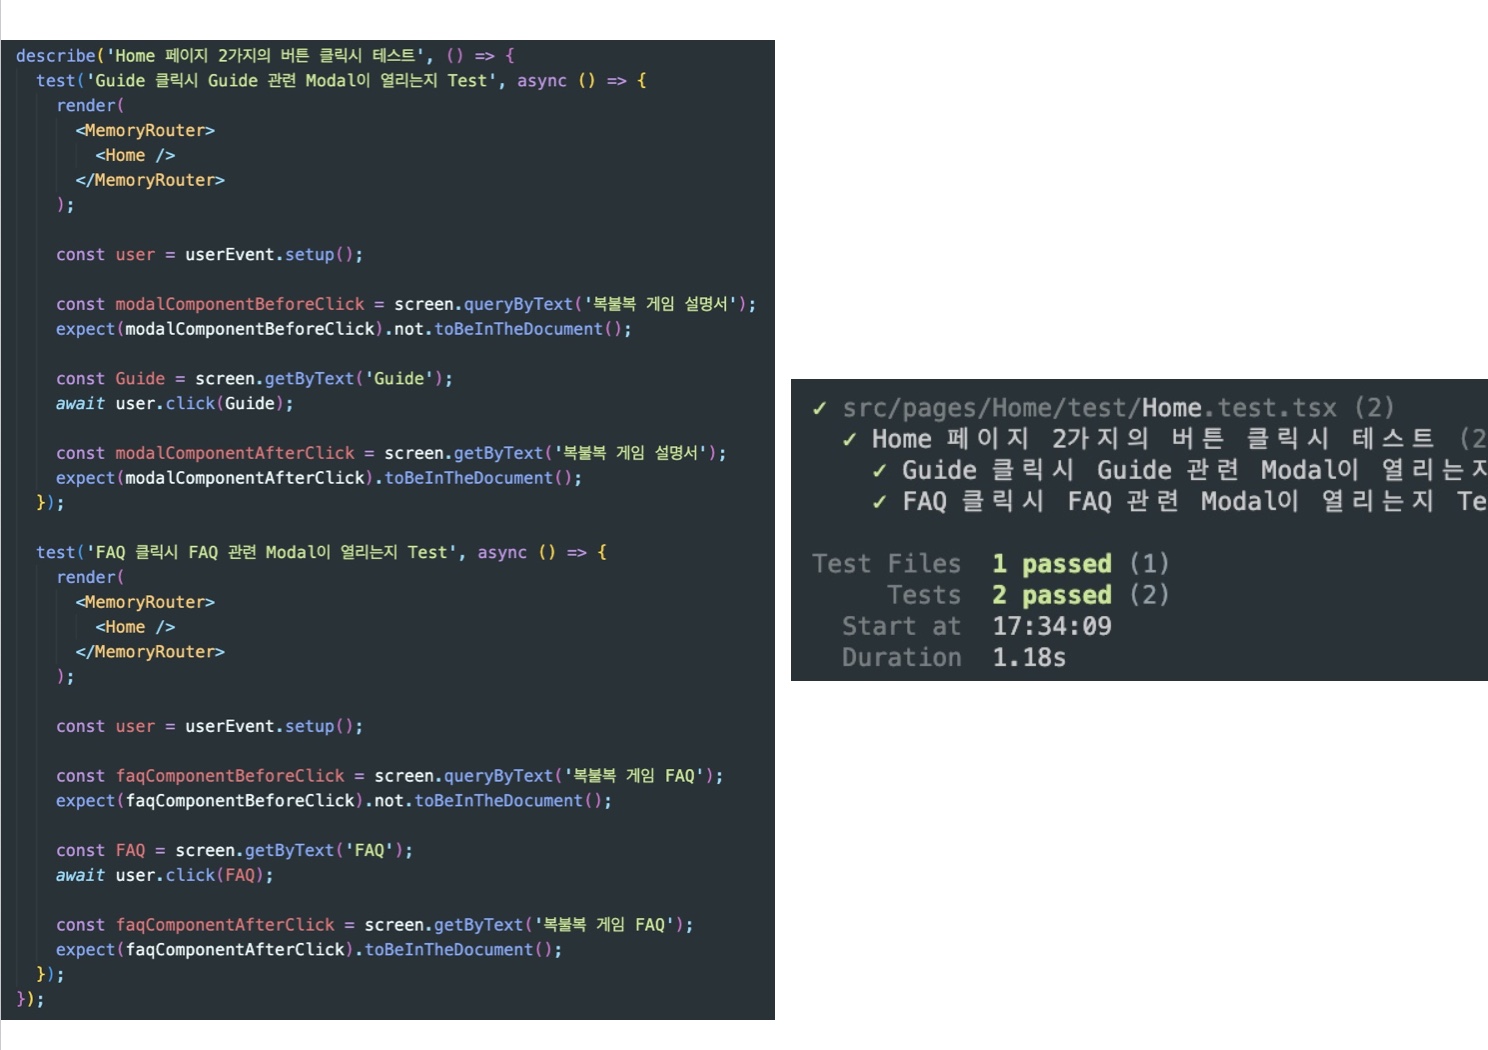 describe('Home 페이지 2가지의 버튼 클릭시 테스트', () => {
test('Guide 클릭시 Guide 관련 Modal이 열리는지 Test', async () => {
render(
<MemoryRouter>
<Home />
</MemoryRouter>
);
const user = userEvent.setup();
const modalComponentBeforeClick = screen.queryByText('복불복 게임 설명서');
expect(modalComponentBeforeClick).not.toBeInTheDocument();
const Guide = screen.getByText('Guide');
await user.click(Guide);
const modalComponentAfterClick = screen.getByText('복불복 게임 설명서');
expect(modalComponentAfterClick).toBeInTheDocument();
});
test('FAQ 클릭시 FAQ 관련 Modal이 열리는지 Test', async () => {
render(
<MemoryRouter>
<Home />
</MemoryRouter>
);
const user = userEvent.setup();
const faqComponentBeforeClick = screen.queryByText('복불복 게임 FAQ');
expect(faqComponentBeforeClick).not.toBeInTheDocument();
const FAQ = screen.getByText('FAQ');
await user.click(FAQ);
const faqComponentAfterClick = screen.getByText('복불복 게임 FAQ');
expect(faqComponentAfterClick).toBeInTheDocument();
});
});
✓ src/pages/Home/test/Home.test.tsx (2)
✓ Home 페이지 2가지의 버튼 클릭시 테스트 (2
✓ Guide 클릭시 Guide 관련 Modal이 열리는지
✓ FAQ 클릭시 FAQ 관련 Modal이 열리는지 Te
Test Files 1 passed (1)
Tests 2 passed (2)
Start at 17:34:09
Duration 1.18s